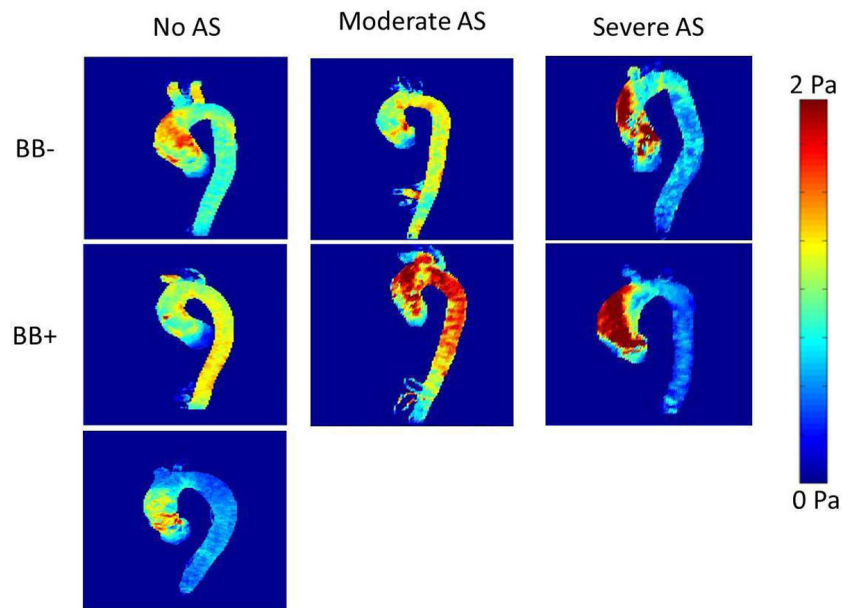 No AS
Moderate AS
Severe AS
2 Pa
BB-
BB+
0 Pa